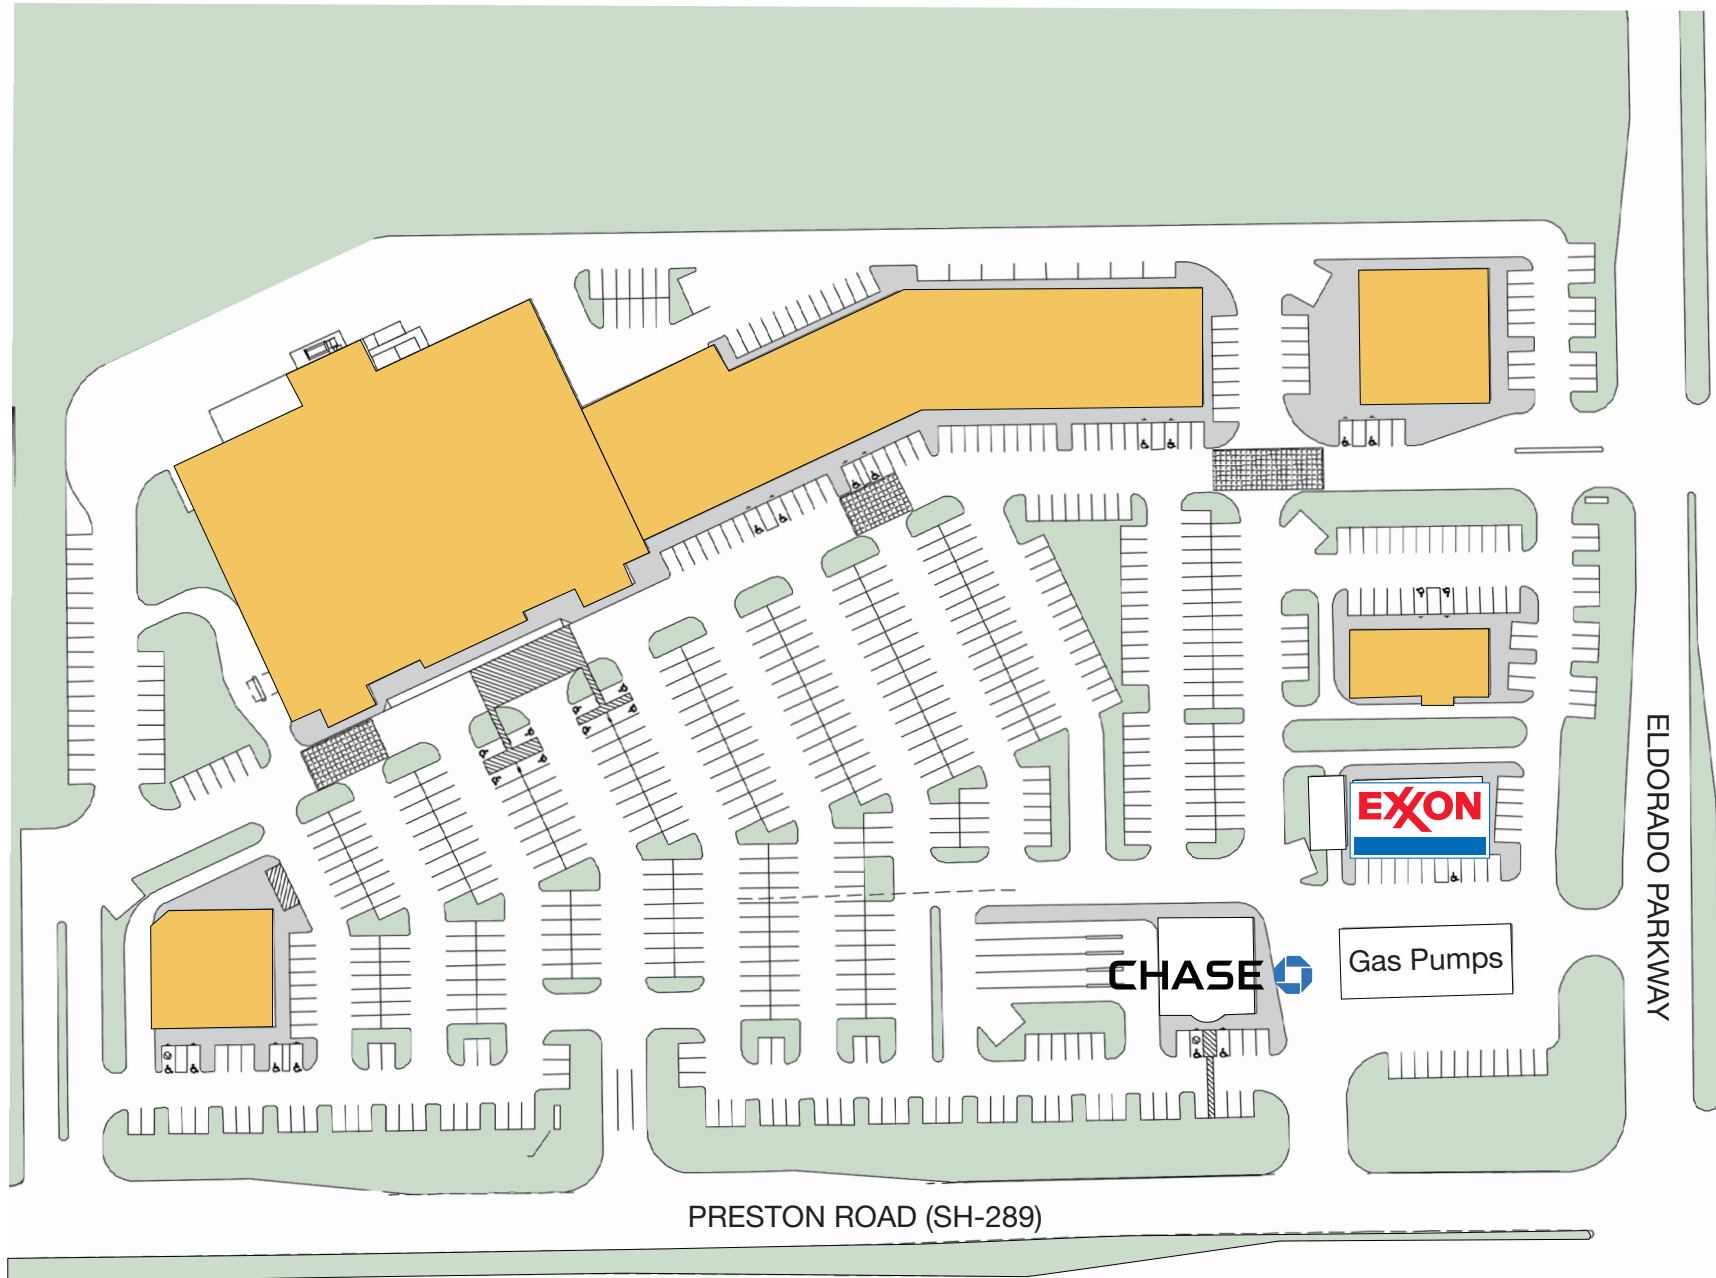 EXXON
ELDORADO PARKWAY
CHASE
Gas Pumps
PRESTON ROAD (SH-289)